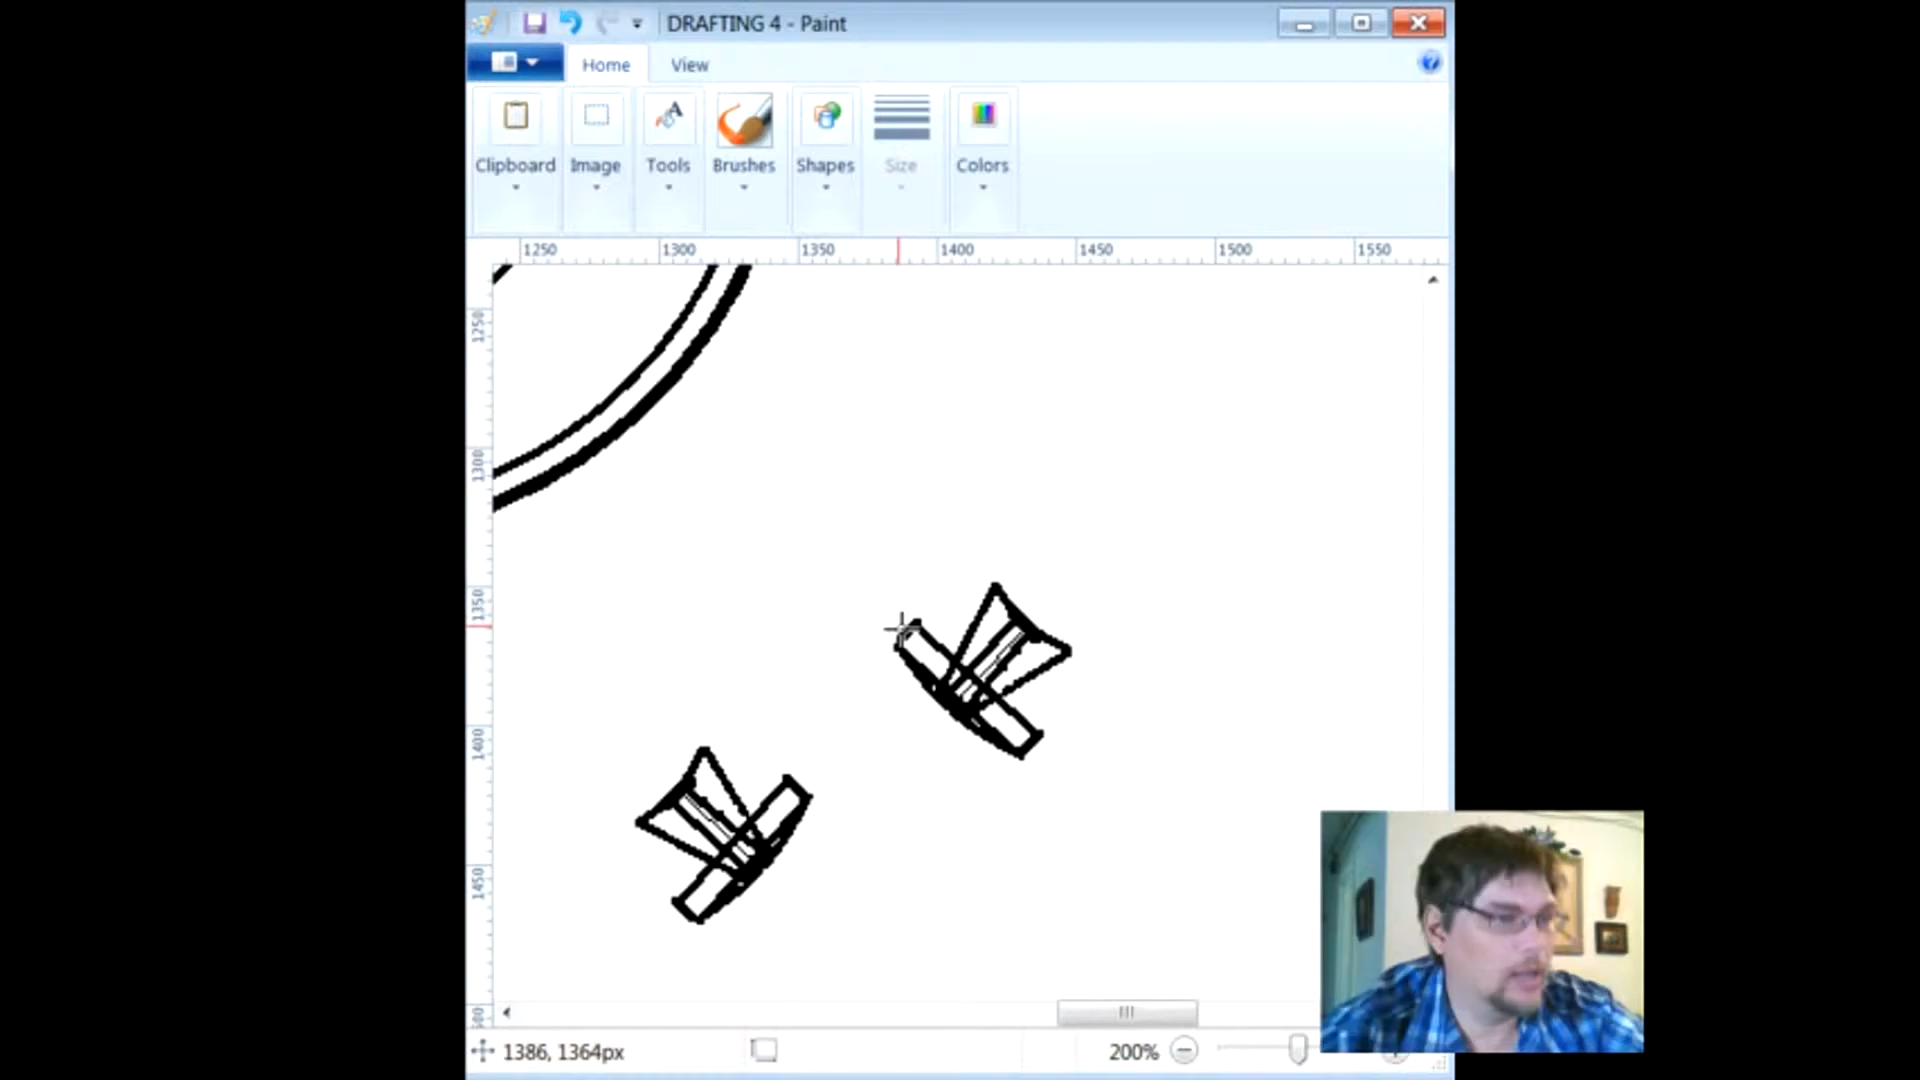 DRAFTING 4 - Paint
Home View
Clipboard Image Tools Brushes Shapes Size Colors
1250 1300 1350 1400 1450 1500 1550
1250
1300
1350
1400
1450
1386, 1364px 200%